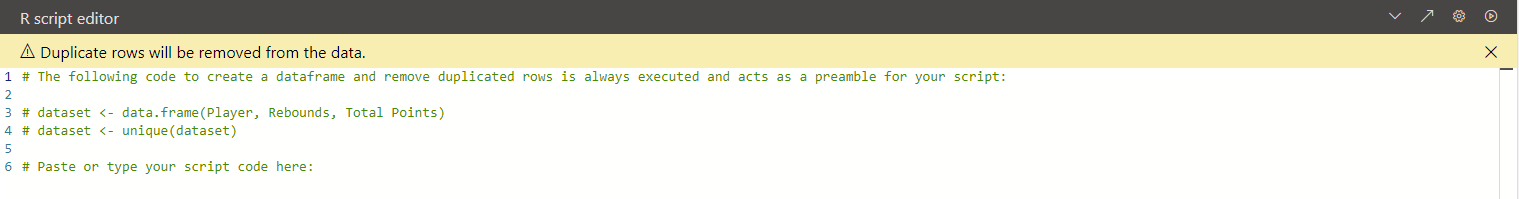 R script editor
Duplicate rows will be removed from the data.
1 # The following code to create a dataframe and remove duplicated rows is always executed and acts as a preamble for your script:
2
3 # dataset <- data.frame(Player, Rebounds, Total Points)
4 # dataset <- unique(dataset)
5
6 # Paste or type your script code here: